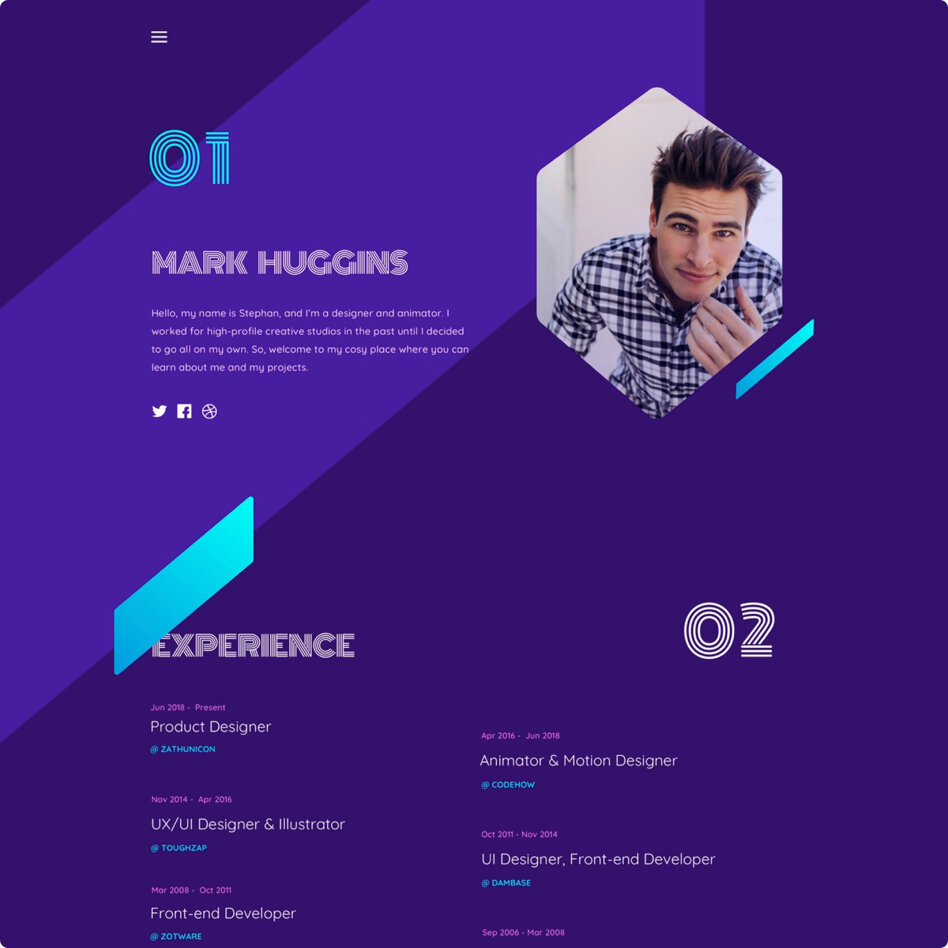 01
MARK HUGGINS
Hello, my name is Stephan, and I'm a designer and animator. I
worked for high-profile creative studios in the past until I decided
to go all on my own. So, welcome to my cosy place where you can
learn about me and my projects.
02
EXPERIENCE
Jun 2018 - Present
Product Designer
@ ZATHUNICON
Apr 2016 - Jun 2018
Animator & Motion Designer
@ CODEHOW
Nov 2014 - Apr 2016
UX/UI Designer & Illustrator
@ TOUGHZAP
Oct 2011 - Nov 2014
UI Designer, Front-end Developer
@ DAMBASE
Mar 2008 - Oct 2011
Front-end Developer
@ ZOTWARE
Sep 2006 - Mar 2008